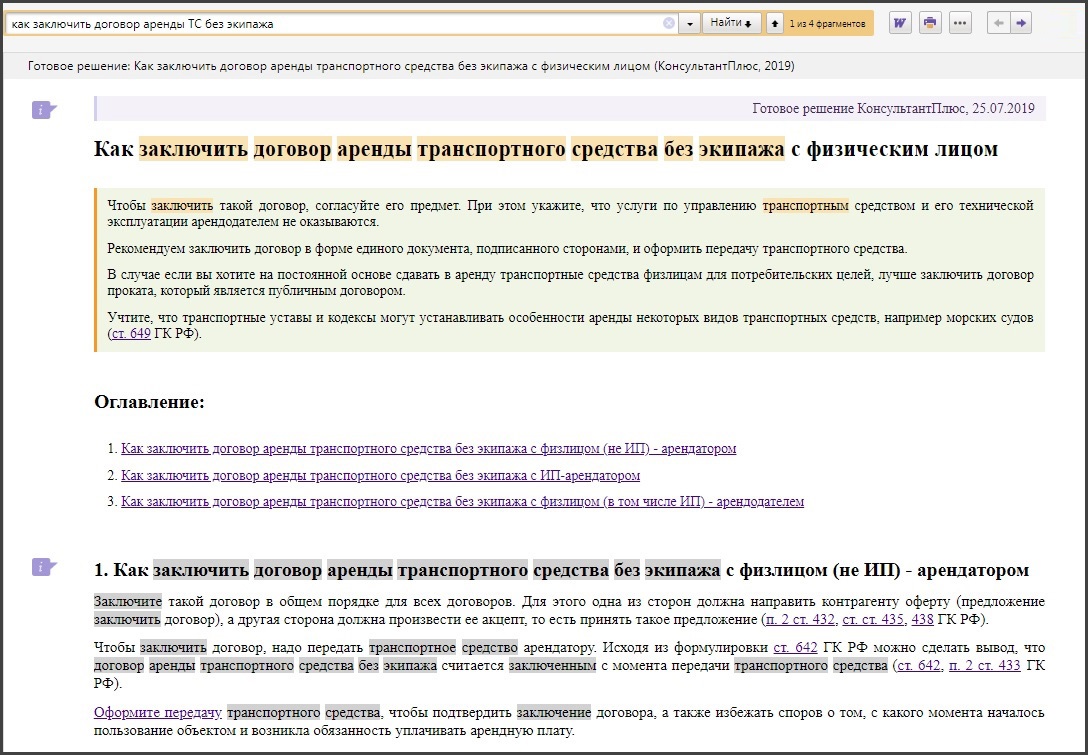 как заключить договор аренды ТС без экипажа
Найти
1 из 4 фрагментов
W
Готовое решение: Как заключить договор аренды транспортного средства без экипажа с физическим лицом (КонсультантПлюс, 2019)
i
Готовое решение КонсультантПлюс, 25.07.2019
Как заключить договор аренды транспортного средства без экипажа с физическим лицом
Чтобы заключить такой договор, согласуйте его предмет. При этом укажите, что услуги по управлению транспортным средством и его технической
эксплуатации арендодателем не оказываются.
Рекомендуем заключить договор в форме единого документа, подписанного сторонами, и оформить передачу транспортного средства.
В случае если вы хотите на постоянной основе сдавать в аренду транспортные средства физлицам для потребительских целей, лучше заключить договор
проката, который является публичным договором.
Учтите, что транспортные уставы и кодексы могут устанавливать особенности аренды некоторых видов транспортных средств, например морских судов
(ст. 649 ГК РФ).
Оглавление:
1. Как заключить договор аренды транспортного средства без экипажа с физлицом (не ИП) - арендатором
2. Как заключить договор аренды транспортного средства без экипажа с ИП-арендатором
3. Как заключить договор аренды транспортного средства без экипажа с физлицом (в том числе ИП) - арендодателем
i
1. Как заключить договор аренды транспортного средства без экипажа с физлицом (не ИП) - арендатором
Заключите такой договор в общем порядке для всех договоров. Для этого одна из сторон должна направить контрагенту оферту (предложение
заключить договор), а другая сторона должна произвести ее акцепт, то есть принять такое предложение (п. 2 ст. 432, ст. ст. 435, 438 ГК РФ).
Чтобы заключить договор, надо передать транспортное средство арендатору. Исходя из формулировки ст. 642 ГК РФ можно сделать вывод, что
договор аренды транспортного средства без экипажа считается заключенным с момента передачи транспортного средства (ст. 642, п. 2 ст. 433 ГК
РФ).
Оформите передачу транспортного средства, чтобы подтвердить заключение договора, а также избежать споров о том, с какого момента началось
пользование объектом и возникла обязанность уплачивать арендную плату.